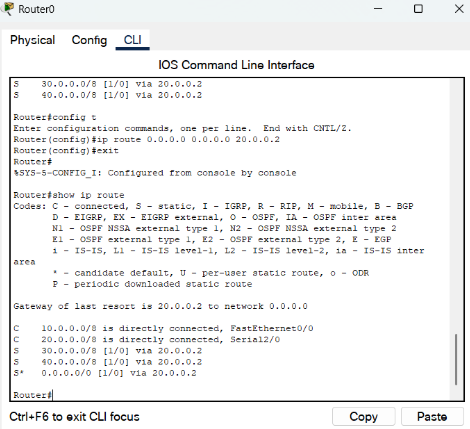 Router0
Physical Config CLI
IOS Command Line Interface
S 30.0.0.0/8 [1/0] via 20.0.0.2
S 40.0.0.0/8 [1/0] via 20.0.0.2
Router#config t
Enter configuration commands, one per line. End with CNTL/Z.
Router(config)#ip route 0.0.0.0 0.0.0.0 20.0.0.2
Router(config)#exit
Router#
%SYS-5-CONFIG_I: Configured from console by console
Router#show ip route
Codes: C - connected, S - static, I - IGRP, R - RIP, M - mobile, B - BGP
D - EIGRP, EX - EIGRP external, O - OSPF, IA - OSPF inter area
N1 - OSPF NSSA external type 1, N2 - OSPF NSSA external type 2
E1 - OSPF external type 1, E2 - OSPF external type 2, E - EGP
i - IS-IS, L1 - IS-IS level-1, L2 - IS-IS level-2, ia - IS-IS inter
area
* - candidate default, U - per-user static route, o - ODR
P - periodic downloaded static route
Gateway of last resort is 20.0.0.2 to network 0.0.0.0
C 10.0.0.0/8 is directly connected, FastEthernet0/0
C 20.0.0.0/8 is directly connected, Serial2/0
S 30.0.0.0/8 [1/0] via 20.0.0.2
S 40.0.0.0/8 [1/0] via 20.0.0.2
S* 0.0.0.0/0 [1/0] via 20.0.0.2
Router#
Ctrl+F6 to exit CLI focus
Copy Paste